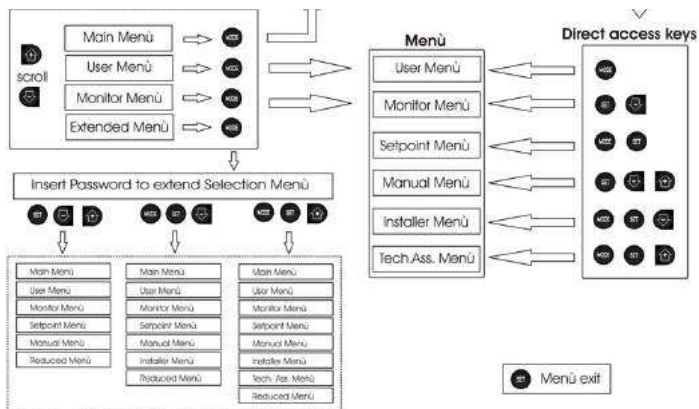 Main Menù
MODE
User Menù
MODE
scroll
Monitor Menù
MODE
Extended Menù
MODE
Insert Password to extend Selection Menù
SET
MODE SET
MODE SET
Main Menù
User Menù
Monitor Menù
Setpoint Menù
Manual Menù
Reduced Menù
Main Menù
User Menù
Monitor Menù
Setpoint Menù
Manual Menù
Installer Menù
Reduced Menù
Main Menù
User Menù
Monitor Menù
Setpoint Menù
Manual Menù
Installer Menù
Tech. Ass. Menù
Reduced Menù
Menù
Direct access keys
User Menù
MODE
Monitor Menù
SET
Setpoint Menù
MODE SET
Manual Menù
SET
Installer Menù
MODE SET
Tech.Ass. Menù
MODE SET
SET Menù exit